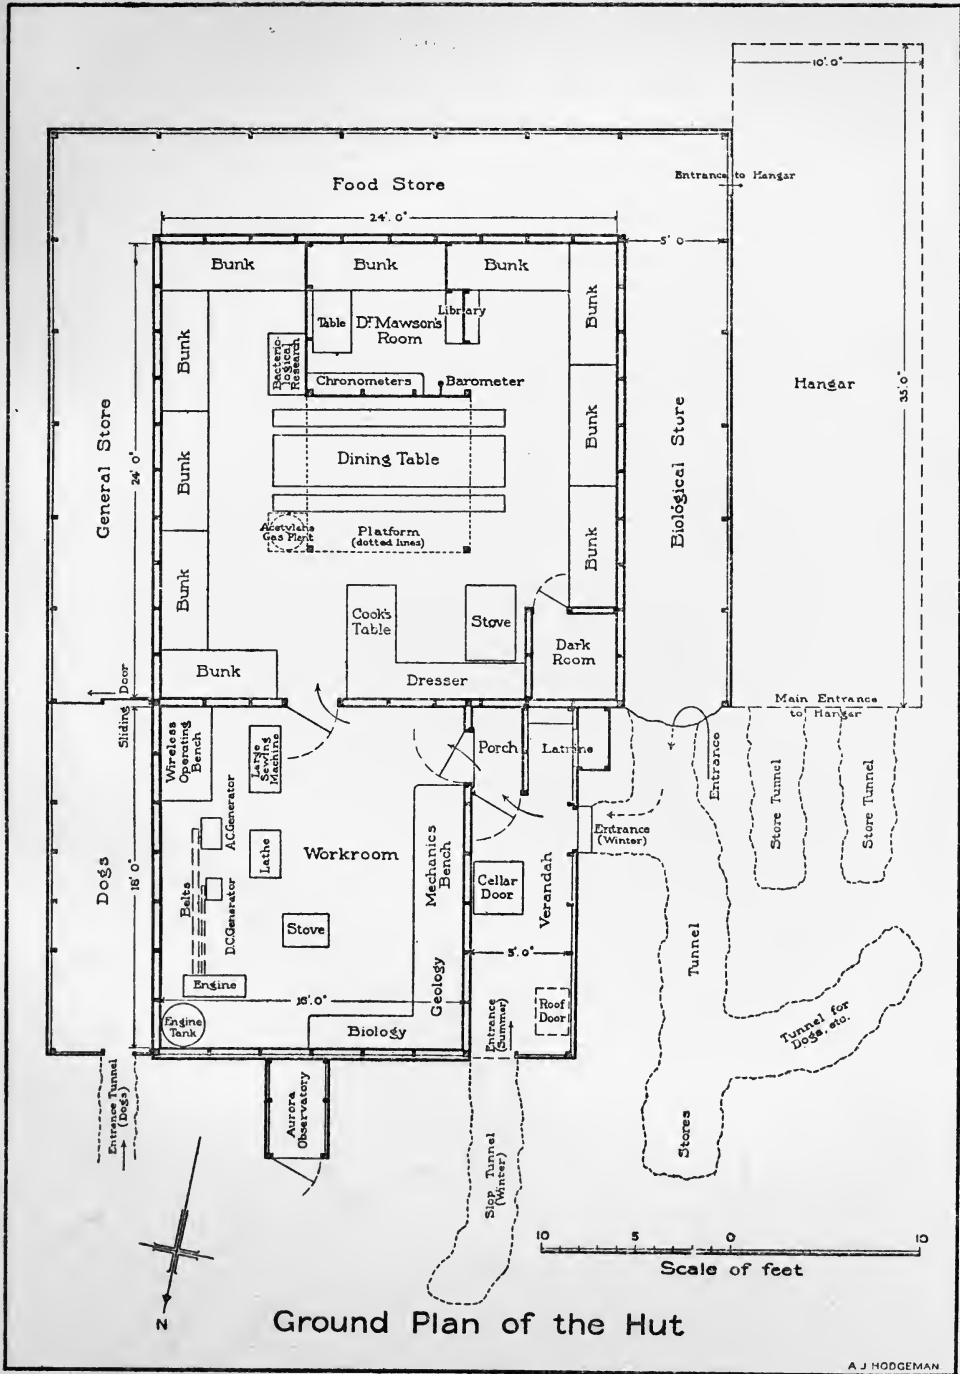 10'. 0"
Food Store
Entrance to Hangar
24'. 0"
5' 0
Bunk
Bunk
Bunk
Bunk
Table
Dr. Mawson's
Room
Library
Bacterio-
logical
Research
Chronometers
Barometer
Bunk
Bunk
Hangar
35'. 0"
General Store
24' 0"
Dining Table
Bunk
Biological Store
Bunk
Acetylene
Gas Plant
Platform
(dotted lines)
Bunk
Bunk
Cook's
Table
Stove
Dark
Room
Bunk
Dresser
Sliding Door
Main Entrance
to Hangar
Wireless
Operating
Bench
Large
Sewing
Machine
Porch
Latrine
Entrance
Store Tunnel
Store Tunnel
A.C. Generator
Lathe
Workroom
Mechanics
Bench
Entrance
(Winter)
Dogs
18' 0"
Belts
D.C. Generator
Cellar
Door
Verandah
Stove
Tunnel
5'. 0"
Engine
16'. 0"
Geology
Engine
Tank
Biology
Entrance
(Summer)
Roof
Door
Tunnel for
Dogs, etc.
Entrance Tunnel
(Dogs)
Aurora
Observatory
Slop Tunnel
(Winter)
Stores
10 5 0 10
Scale of feet
N
Ground Plan of the Hut
A J HODGEMAN